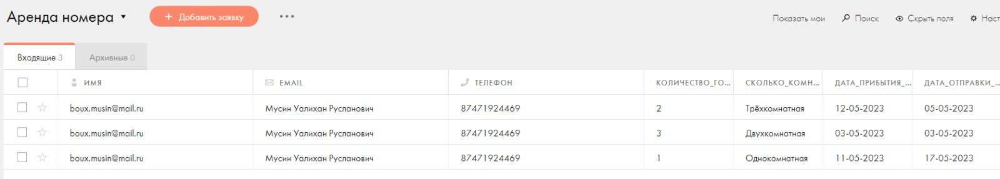 Аренда номера
+ Добавить заявку
Показать мои Поиск Скрыть поля Наст
Входящие 3 Архивные 0
ИМЯ EMAIL ТЕЛЕФОН КОЛИЧЕСТВО_ГО... СКОЛЬКО_КОМН... ДАТА_ПРИБЫТИЯ_... ДАТА_ОТПРАВКИ_...
boux.musin@mail.ru Мусин Уалихан Русланович 87471924469 2 Трёхкомнатная 12-05-2023 05-05-2023
boux.musin@mail.ru Мусин Уалихан Русланович 87471924469 3 Двухкомнатная 03-05-2023 03-05-2023
boux.musin@mail.ru Мусин Уалихан Русланович 87471924469 1 Однокомнатная 11-05-2023 17-05-2023